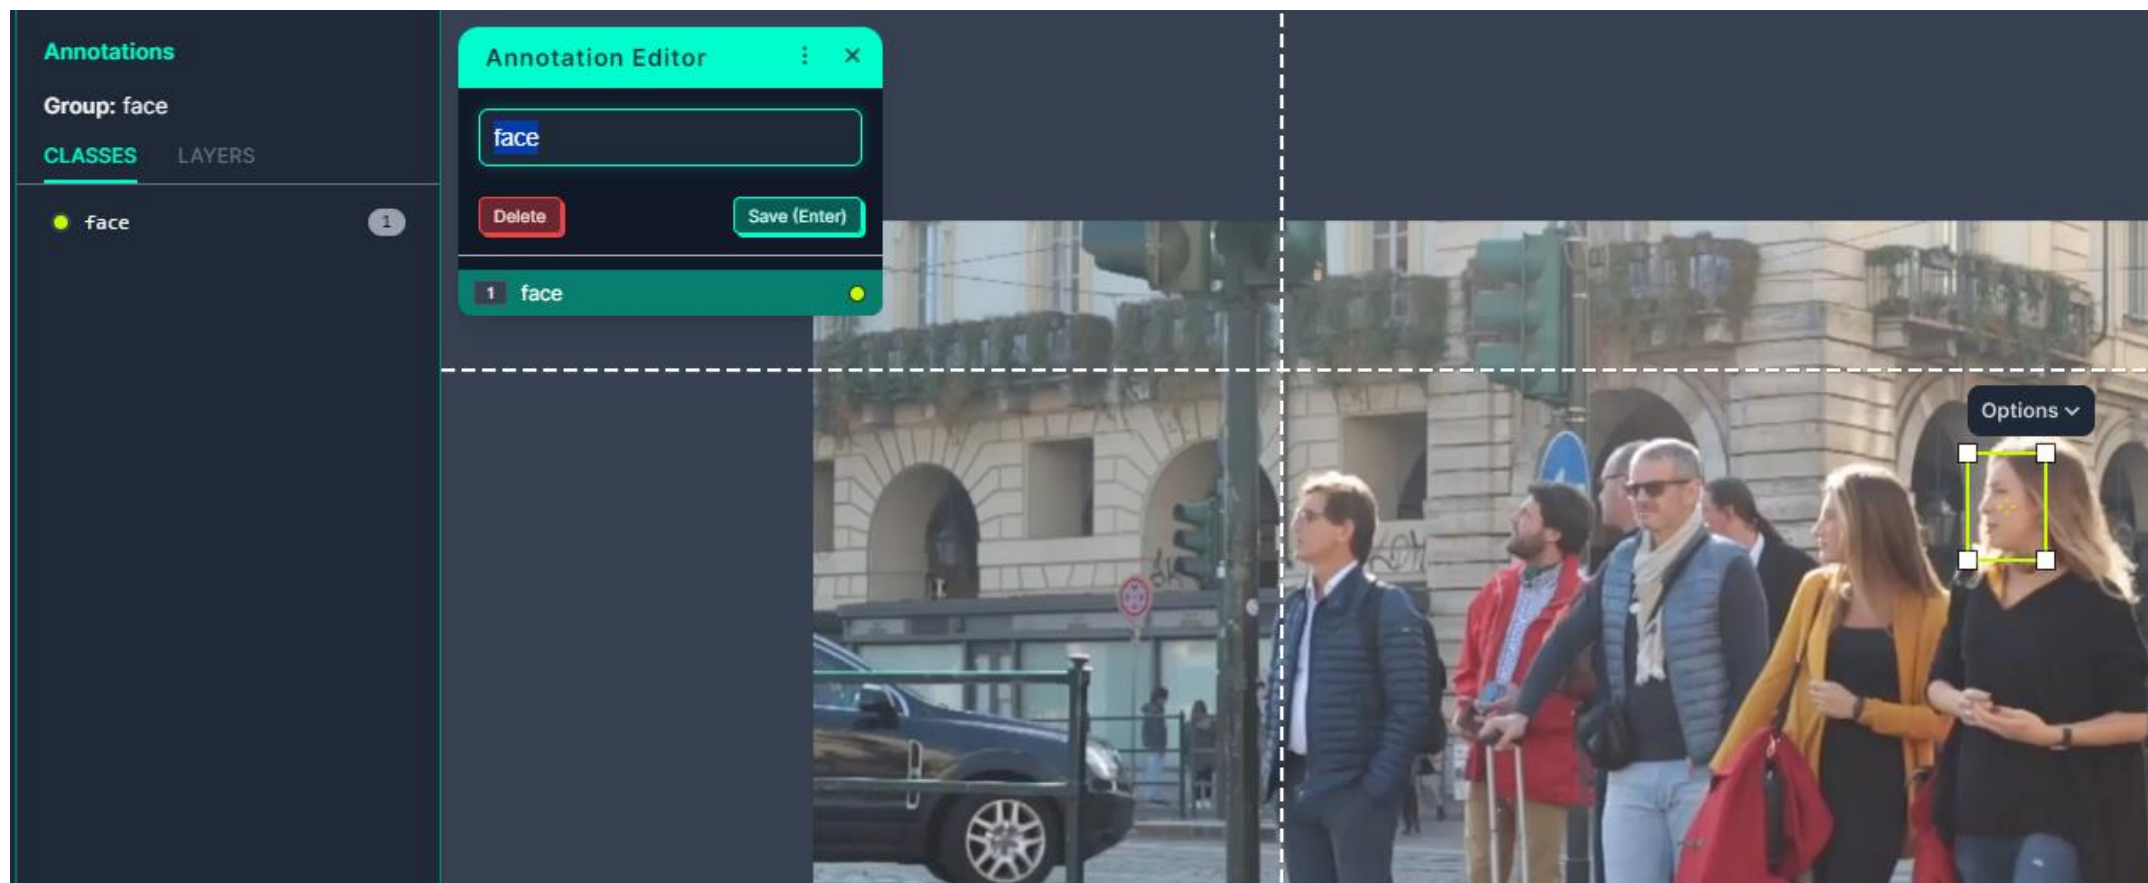 Annotations
Group: face
CLASSES LAYERS
face 1
Annotation Editor
face
Delete Save (Enter)
1 face
Options